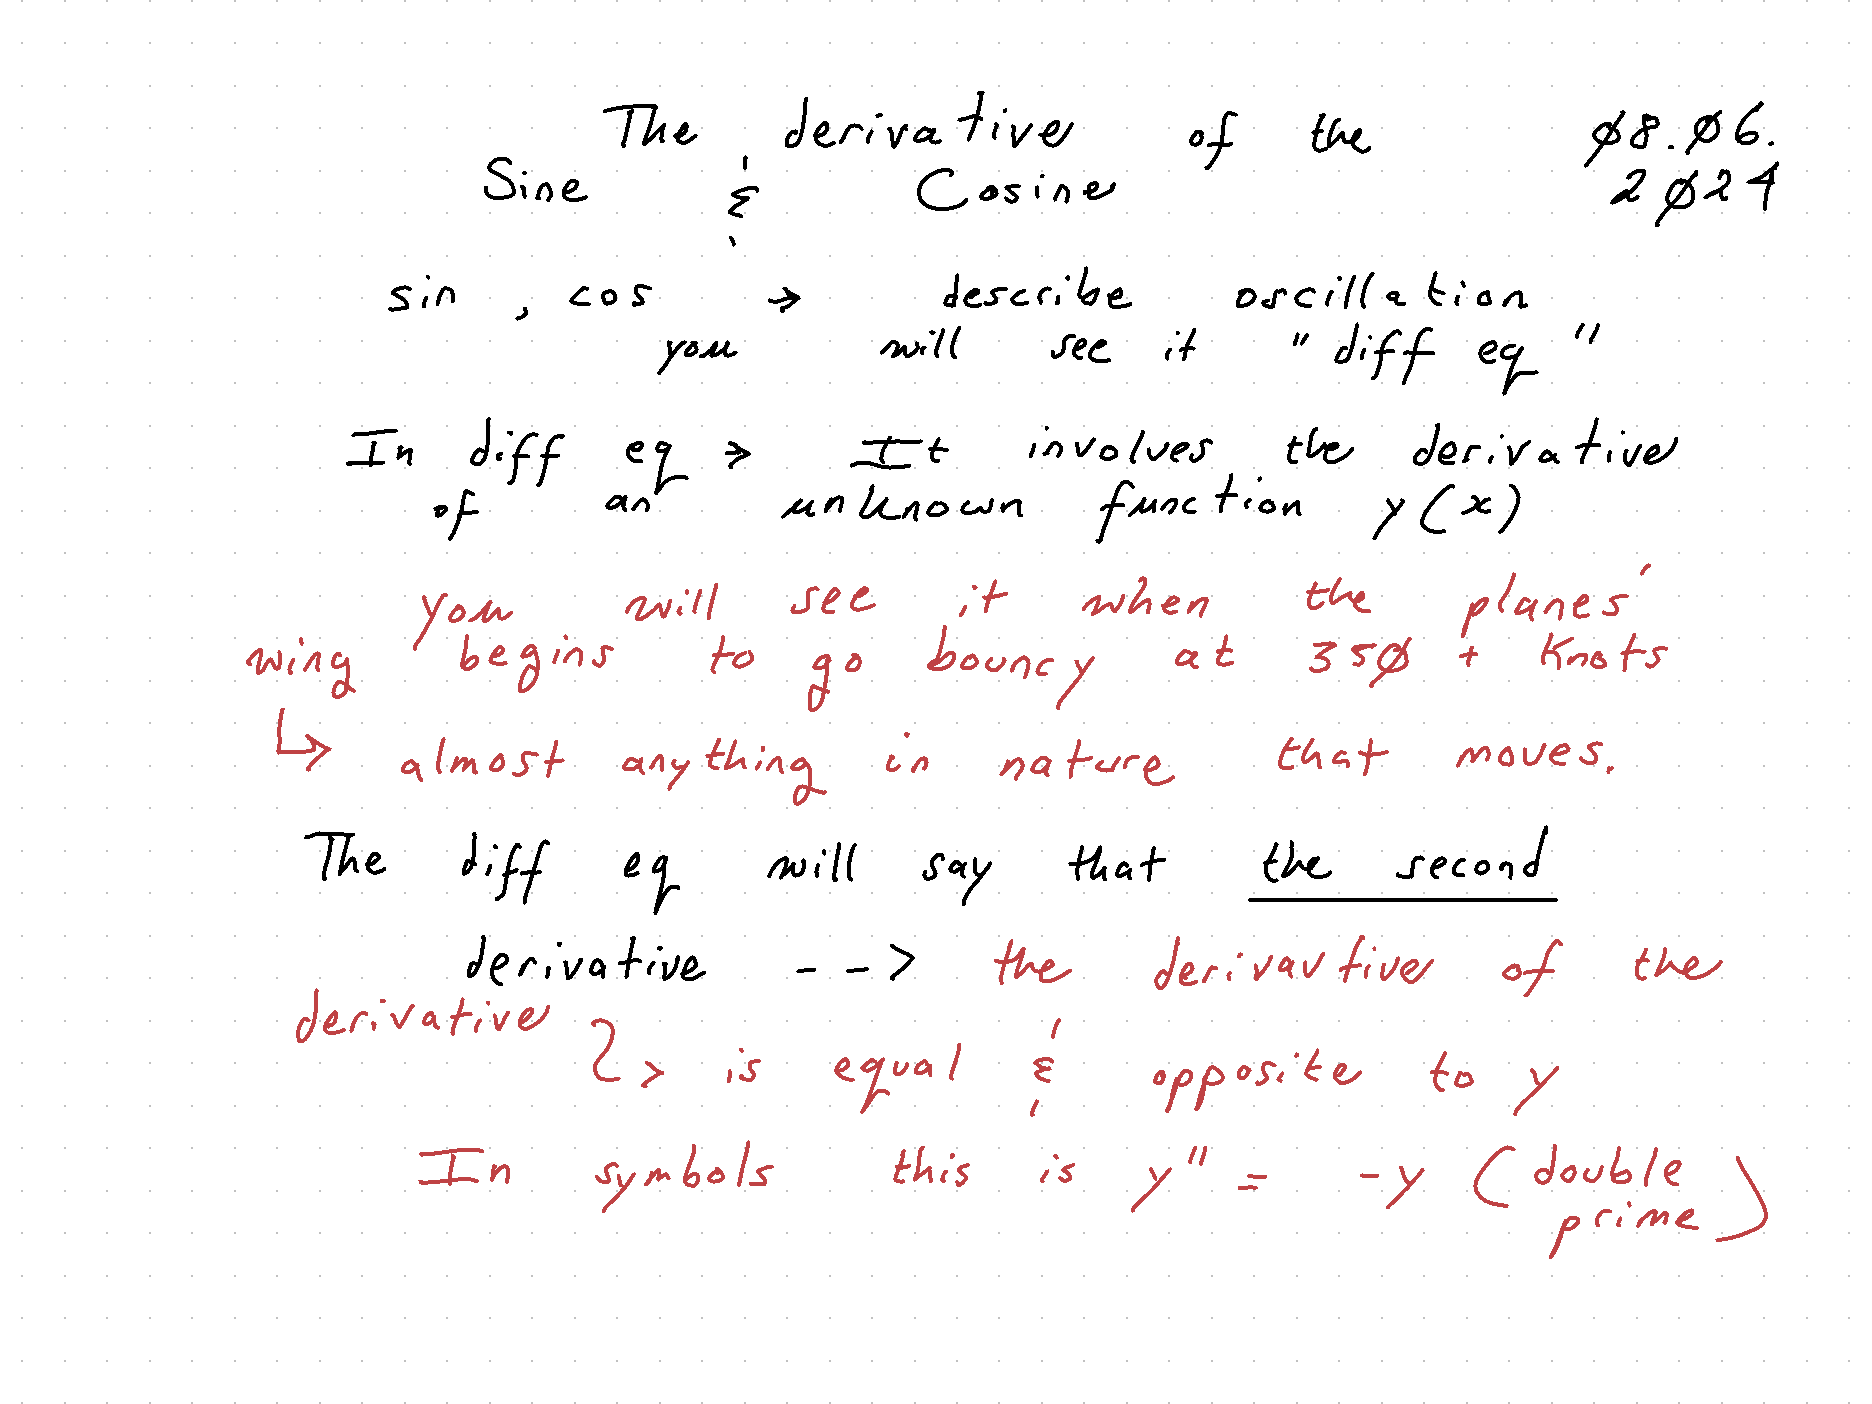 The derivative of the ø8.ø6.
Sine & Cosine 2ø24
sin , cos → describe oscillation
you will see it "diff eq"
In diff eq → It involves the derivative
of an unknown function y(x)
you will see it when the planes'
wing begins to go bouncy at 35ø + knots
↳ almost anything in nature that moves.
The diff eq will say that the second
derivative --> the derivavtive of the
derivative
> is equal & opposite to y
In symbols this is y" = -y (double
prime)